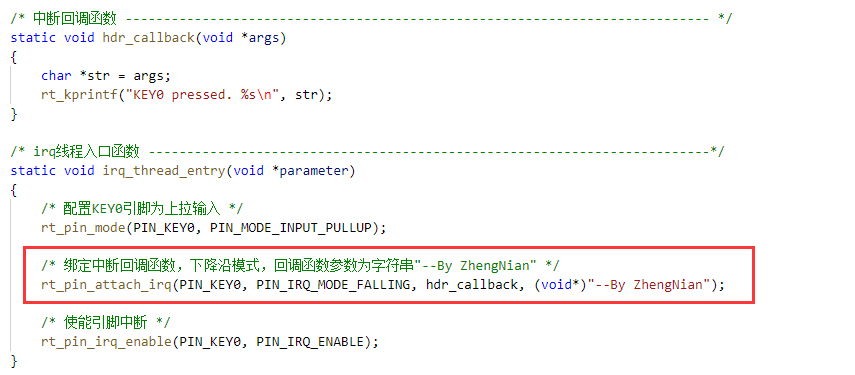 /* 中断回调函数 --------------------------------------------------------------------------- */
static void hdr_callback(void *args)
{
    char *str = args;
    rt_kprintf("KEY0 pressed. %s\n", str);
}
/* irq线程入口函数 ------------------------------------------------------------------------*/
static void irq_thread_entry(void *parameter)
{
    /* 配置KEY0引脚为上拉输入 */
    rt_pin_mode(PIN_KEY0, PIN_MODE_INPUT_PULLUP);
    /* 绑定中断回调函数，下降沿模式，回调函数参数为字符串"--By ZhengNian" */
    rt_pin_attach_irq(PIN_KEY0, PIN_IRQ_MODE_FALLING, hdr_callback, (void*)"--By ZhengNian");
    /* 使能引脚中断 */
    rt_pin_irq_enable(PIN_KEY0, PIN_IRQ_ENABLE);
}